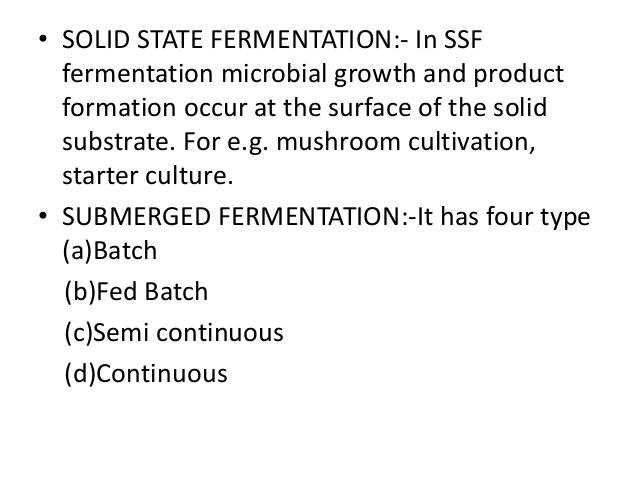 • SOLID STATE FERMENTATION:- In SSF
fermentation microbial growth and product
formation occur at the surface of the solid
substrate. For e.g. mushroom cultivation,
starter culture.
• SUBMERGED FERMENTATION:-It has four type
(a)Batch
(b)Fed Batch
(c)Semi continuous
(d)Continuous